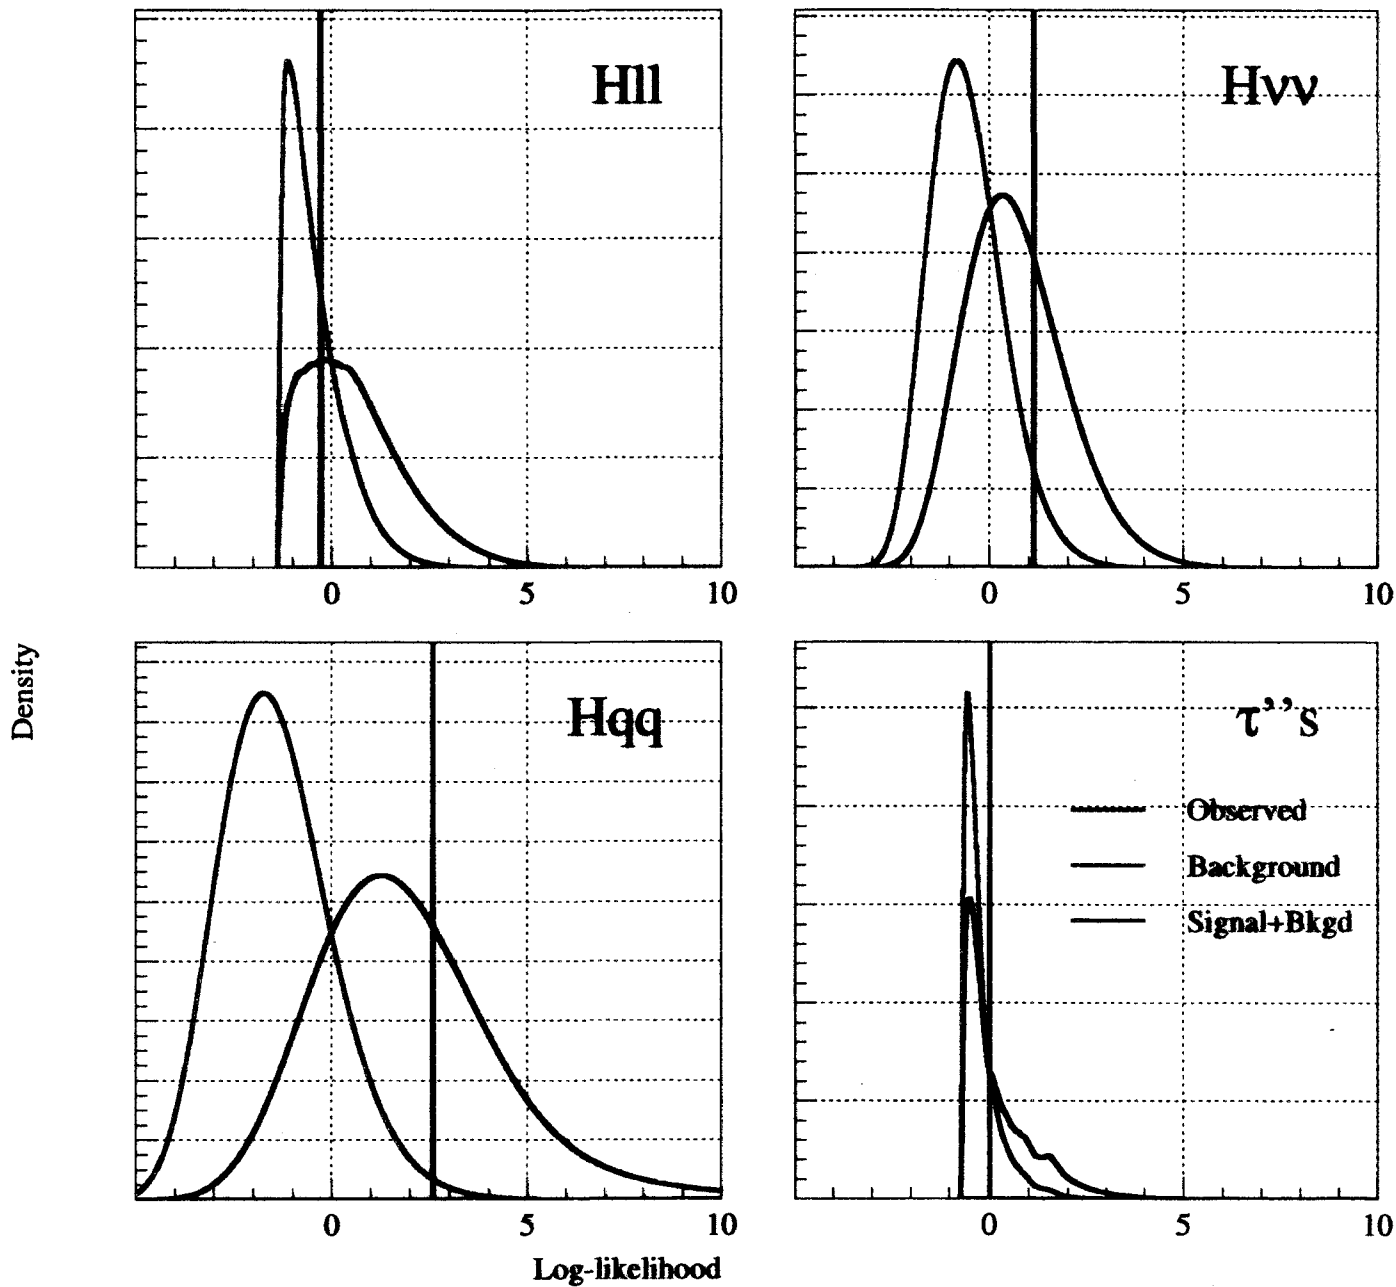 Hll
0 5 10
Hνν
0 5 10
Density
Hqq
0 5 10
Log-likelihood
τ’’s
Observed
Background
Signal+Bkgd
0 5 10